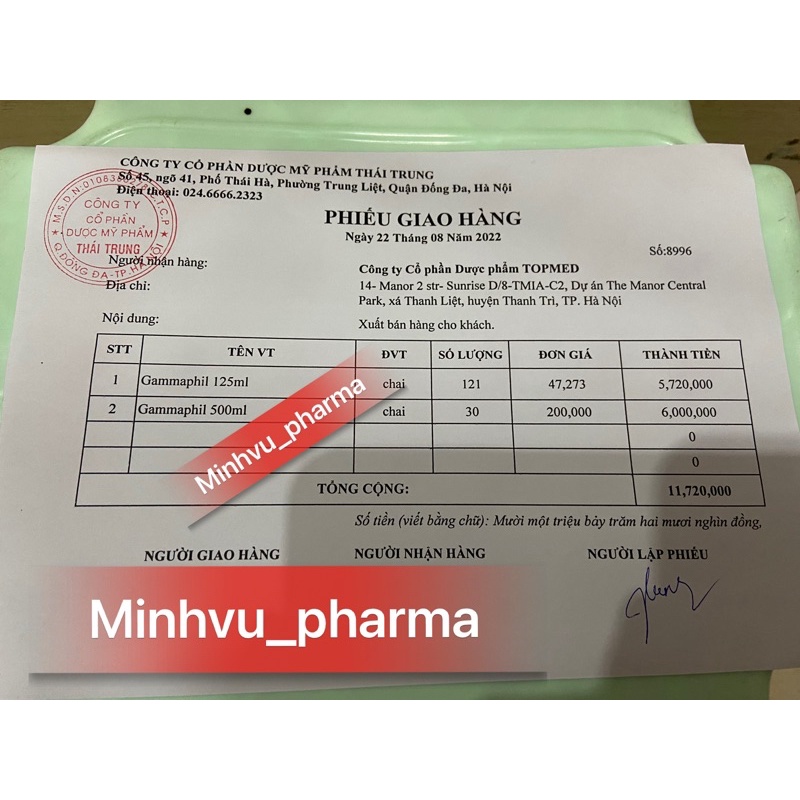 CÔNG TY CỔ PHẦN DƯỢC MỸ PHẨM THÁI TRUNG
Số 45, ngõ 41, Phố Thái Hà, Phường Trung Liệt, Quận Đống Đa, Hà Nội
Điện thoại: 024.6666.2323
CÔNG TY
CỔ PHẦN
DƯỢC MỸ PHẨM
THÁI TRUNG
Q.ĐỐNG ĐA-TP.HÀ NỘI
PHIẾU GIAO HÀNG
Ngày 22 Tháng 08 Năm 2022
Số:8996
Người nhận hàng: Công ty Cổ phần Dược phẩm TOPMED
Địa chỉ: 14- Manor 2 str- Sunrise D/8-TMIA-C2, Dự án The Manor Central
Park, xá Thanh Liệt, huyện Thanh Trì, TP. Hà Nội
Nội dung: Xuất bán hàng cho khách.
STT TÊN VT ĐVT SỐ LƯỢNG ĐƠN GIÁ THÀNH TIỀN
1 Gammaphil 125ml chai 121 47,273 5,720,000
2 Gammaphil 500ml chai 30 200,000 6,000,000
0
0
TỔNG CỘNG: 11,720,000
Minhvu_pharma
Số tiền (viết bằng chữ): Mười một triệu bảy trăm hai mươi nghìn đồng,
NGƯỜI GIAO HÀNG NGƯỜI NHẬN HÀNG NGƯỜI LẬP PHIẾU
Minhvu_pharma